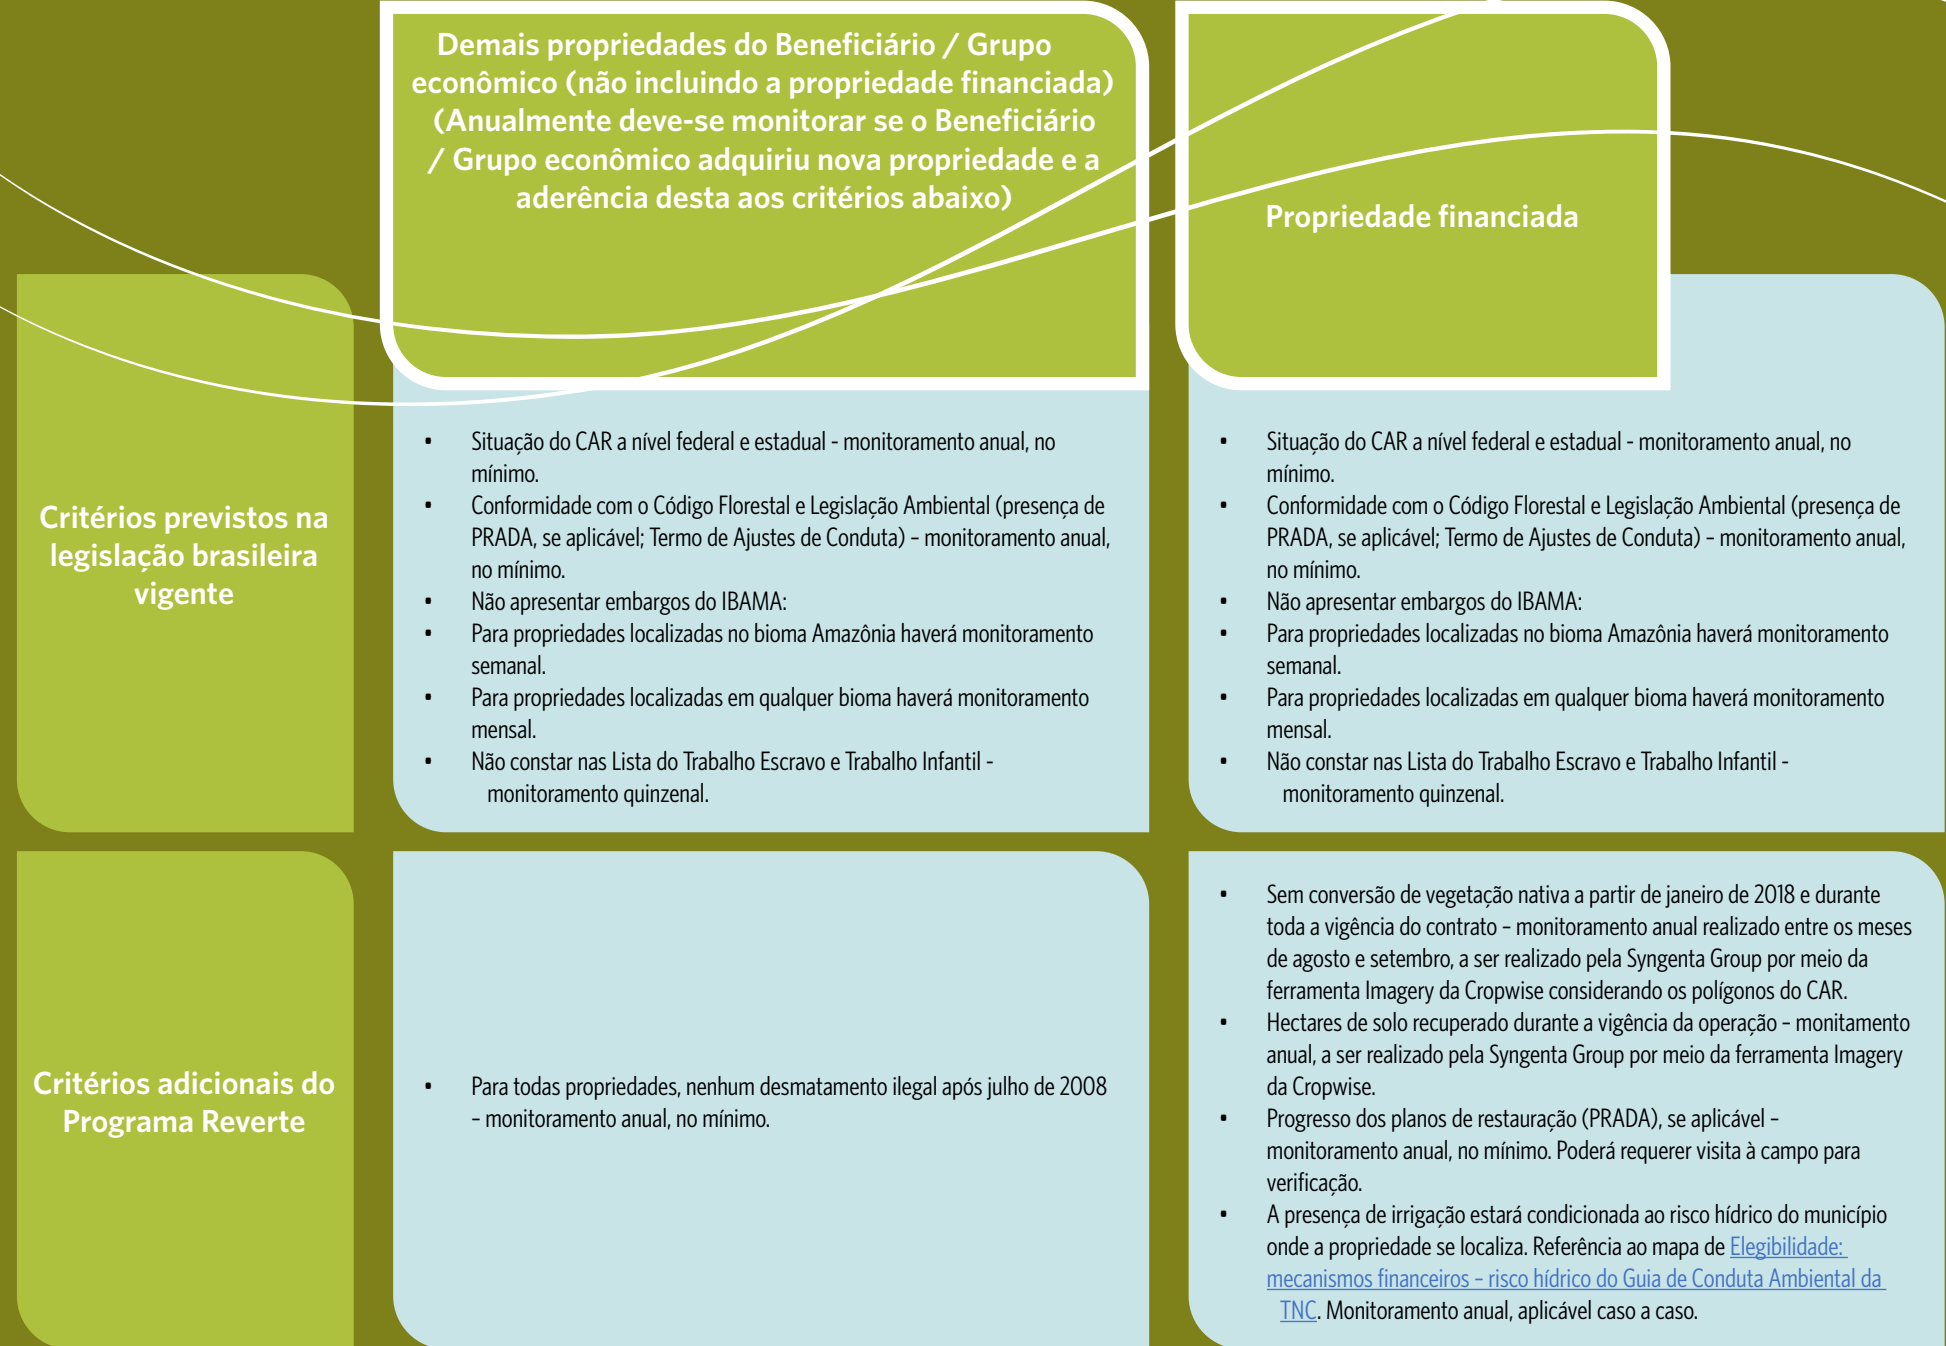 Demais propriedades do Beneficiário / Grupo
econômico (não incluindo a propriedade financiada)
(Anualmente deve-se monitorar se o Beneficiário
/ Grupo econômico adquiriu nova propriedade e a
aderência desta aos critérios abaixo)
Propriedade financiada
Critérios previstos na
legislação brasileira
vigente
• Situação do CAR a nível federal e estadual - monitoramento anual, no
mínimo.
• Conformidade com o Código Florestal e Legislação Ambiental (presença de
PRADA, se aplicável; Termo de Ajustes de Conduta) – monitoramento anual,
no mínimo.
• Não apresentar embargos do IBAMA:
• Para propriedades localizadas no bioma Amazônia haverá monitoramento
semanal.
• Para propriedades localizadas em qualquer bioma haverá monitoramento
mensal.
• Não constar nas Lista do Trabalho Escravo e Trabalho Infantil -
monitoramento quinzenal.
• Situação do CAR a nível federal e estadual - monitoramento anual, no
mínimo.
• Conformidade com o Código Florestal e Legislação Ambiental (presença de
PRADA, se aplicável; Termo de Ajustes de Conduta) – monitoramento anual,
no mínimo.
• Não apresentar embargos do IBAMA:
• Para propriedades localizadas no bioma Amazônia haverá monitoramento
semanal.
• Para propriedades localizadas em qualquer bioma haverá monitoramento
mensal.
• Não constar nas Lista do Trabalho Escravo e Trabalho Infantil -
monitoramento quinzenal.
Critérios adicionais do
Programa Reverte
• Para todas propriedades, nenhum desmatamento ilegal após julho de 2008
– monitoramento anual, no mínimo.
• Sem conversão de vegetação nativa a partir de janeiro de 2018 e durante
toda a vigência do contrato – monitoramento anual realizado entre os meses
de agosto e setembro, a ser realizado pela Syngenta Group por meio da
ferramenta Imagery da Cropwise considerando os polígonos do CAR.
• Hectares de solo recuperado durante a vigência da operação – monitamento
anual, a ser realizado pela Syngenta Group por meio da ferramenta Imagery
da Cropwise.
• Progresso dos planos de restauração (PRADA), se aplicável –
monitoramento anual, no mínimo. Poderá requerer visita à campo para
verificação.
• A presença de irrigação estará condicionada ao risco hídrico do município
onde a propriedade se localiza. Referência ao mapa de Elegibilidade:
mecanismos financeiros – risco hídrico do Guia de Conduta Ambiental da
TNC. Monitoramento anual, aplicável caso a caso.